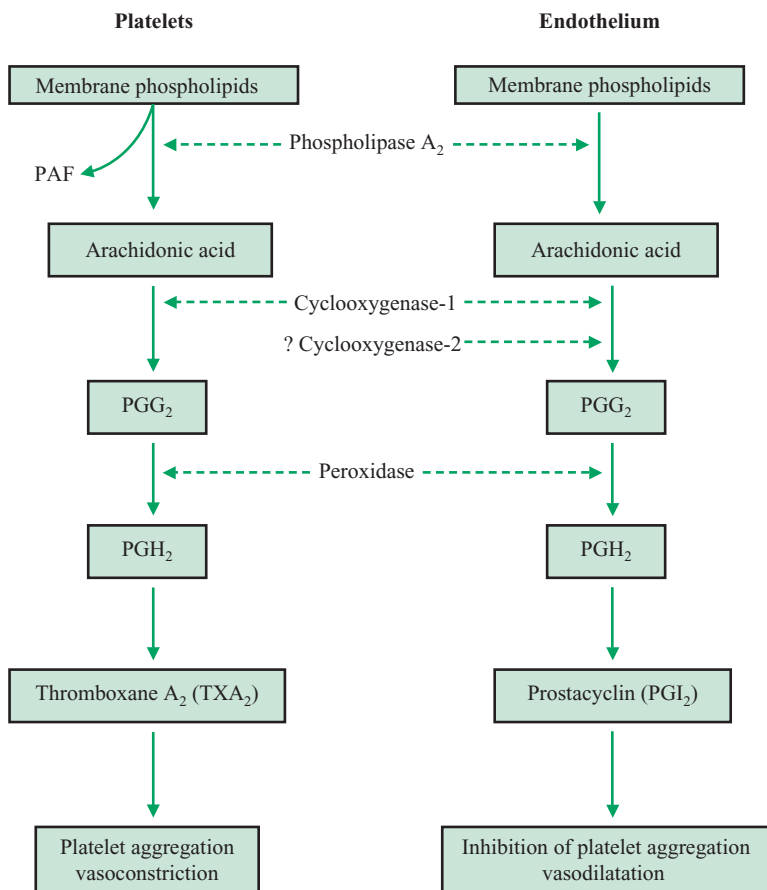 Platelets
Endothelium
Membrane phospholipids
Membrane phospholipids
Phospholipase A₂
PAF
Arachidonic acid
Arachidonic acid
Cyclooxygenase-1
? Cyclooxygenase-2
PGG₂
PGG₂
Peroxidase
PGH₂
PGH₂
Thromboxane A₂ (TXA₂)
Prostacyclin (PGI₂)
Platelet aggregation
vasoconstriction
Inhibition of platelet aggregation
vasodilatation